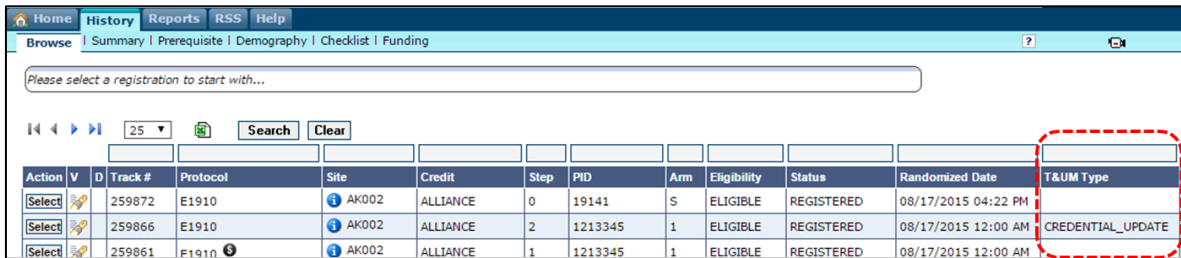 Home History Reports RSS Help
Browse | Summary | Prerequisite | Demography | Checklist | Funding ?
Please select a registration to start with...
25 Search Clear
Action V D Track # Protocol Site Credit Step PID Arm Eligibility Status Randomized Date T&UM Type
Select 259872 E1910 i AK002 ALLIANCE 0 19141 S ELIGIBLE REGISTERED 08/17/2015 04:22 PM
Select 259866 E1910 i AK002 ALLIANCE 2 1213345 1 ELIGIBLE REGISTERED 08/17/2015 12:00 AM CREDENTIAL_UPDATE
Select 259861 E1910 S i AK002 ALLIANCE 1 1213345 1 ELIGIBLE REGISTERED 08/17/2015 12:00 AM